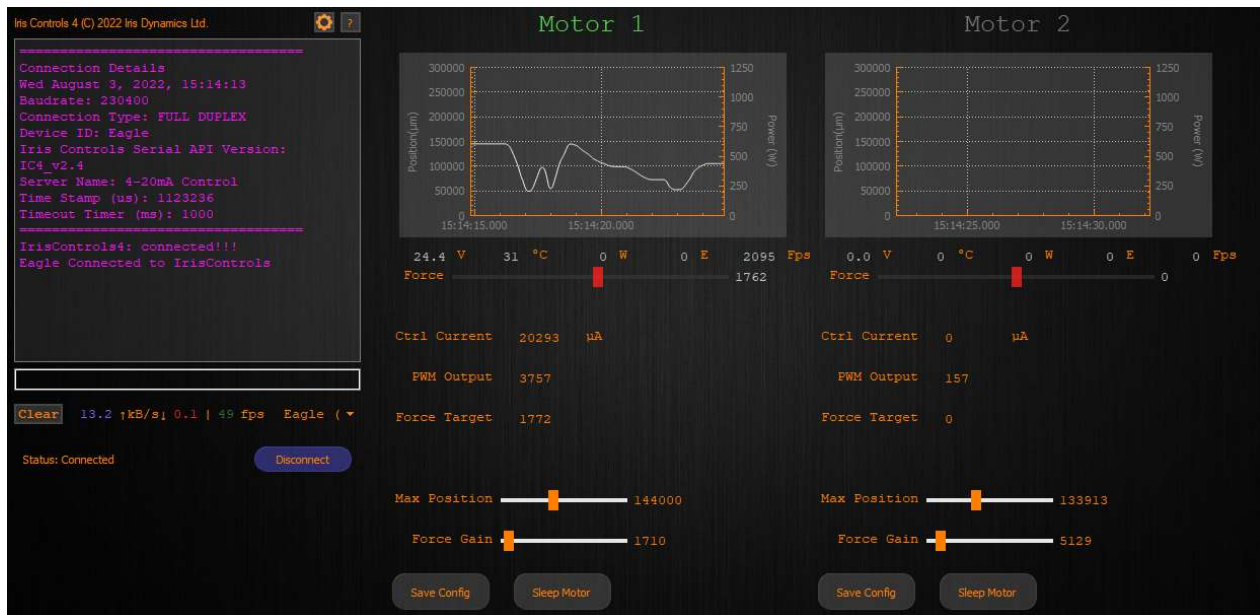 Iris Controls 4 (C) 2022 Iris Dynamics Ltd.
?
===================================
Connection Details
Wed August 3, 2022, 15:14:13
Baudrate: 230400
Connection Type: FULL DUPLEX
Device ID: Eagle
Iris Controls Serial API Version:
IC4_v2.4
Server Name: 4-20mA Control
Time Stamp (us): 1123236
Timeout Timer (ms): 1000
===================================
IrisControls4: connected!!!
Eagle Connected to IrisControls
Clear 13.2 ↑kB/s↓ 0.1 | 49 fps Eagle (
Status: Connected Disconnect
Motor 1
Position(μm)
300000
250000
200000
150000
100000
50000
0
1250
1000
750
500
250
0
Power (W)
15:14:15.000 15:14:20.000
24.4 V 31 °C 0 W 0 E 2095 Fps
Force 1762
Ctrl Current 20293 μA
PWM Output 3757
Force Target 1772
Max Position 144000
Force Gain 1710
Save Config Sleep Motor
Motor 2
Position(μm)
300000
250000
200000
150000
100000
50000
0
1250
1000
750
500
250
0
Power (W)
15:14:25.000 15:14:30.000
0.0 V 0 °C 0 W 0 E 0 Fps
Force 0
Ctrl Current 0 μA
PWM Output 157
Force Target 0
Max Position 133913
Force Gain 5129
Save Config Sleep Motor